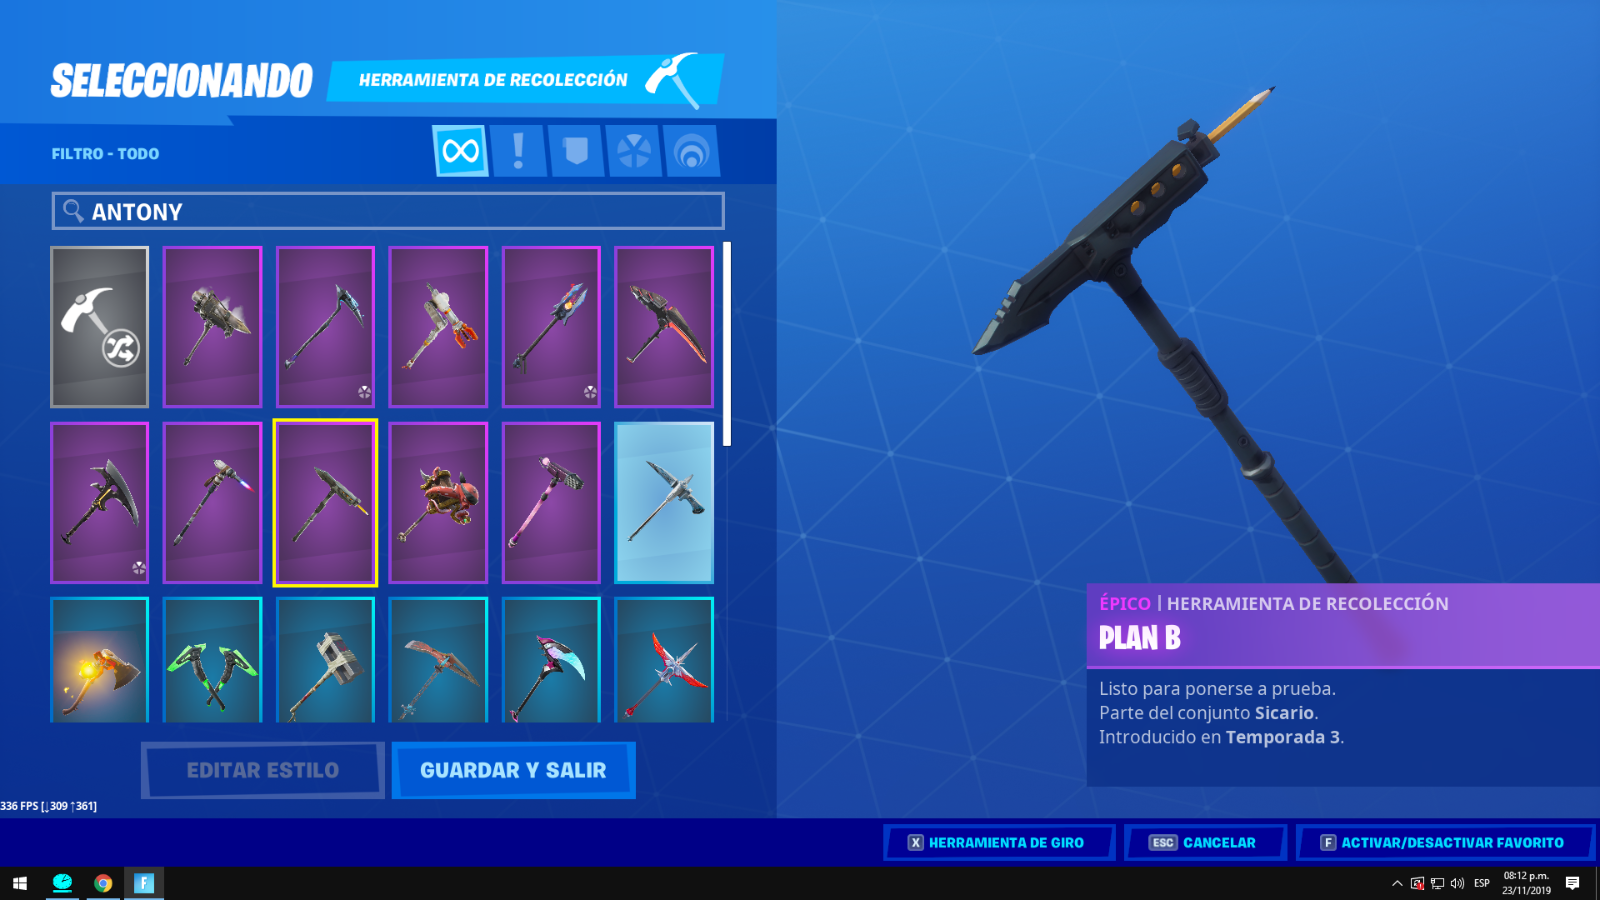 SELECCIONANDO
HERRAMIENTA DE RECOLECCIÓN
FILTRO - TODO
ANTONY
ÉPICO | HERRAMIENTA DE RECOLECCIÓN
PLAN B
Listo para ponerse a prueba.
Parte del conjunto Sicario.
Introducido en Temporada 3.
EDITAR ESTILO
GUARDAR Y SALIR
336 FPS [↓309 ↑361]
X HERRAMIENTA DE GIRO
ESC CANCELAR
F ACTIVAR/DESACTIVAR FAVORITO
F
ESP
08:12 p.m.
23/11/2019